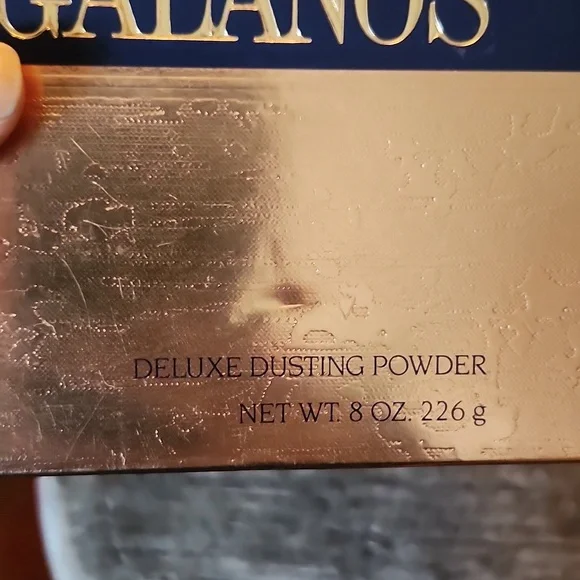 GALANOS
DELUXE DUSTING POWDER
NET WT. 8 OZ. 226 g